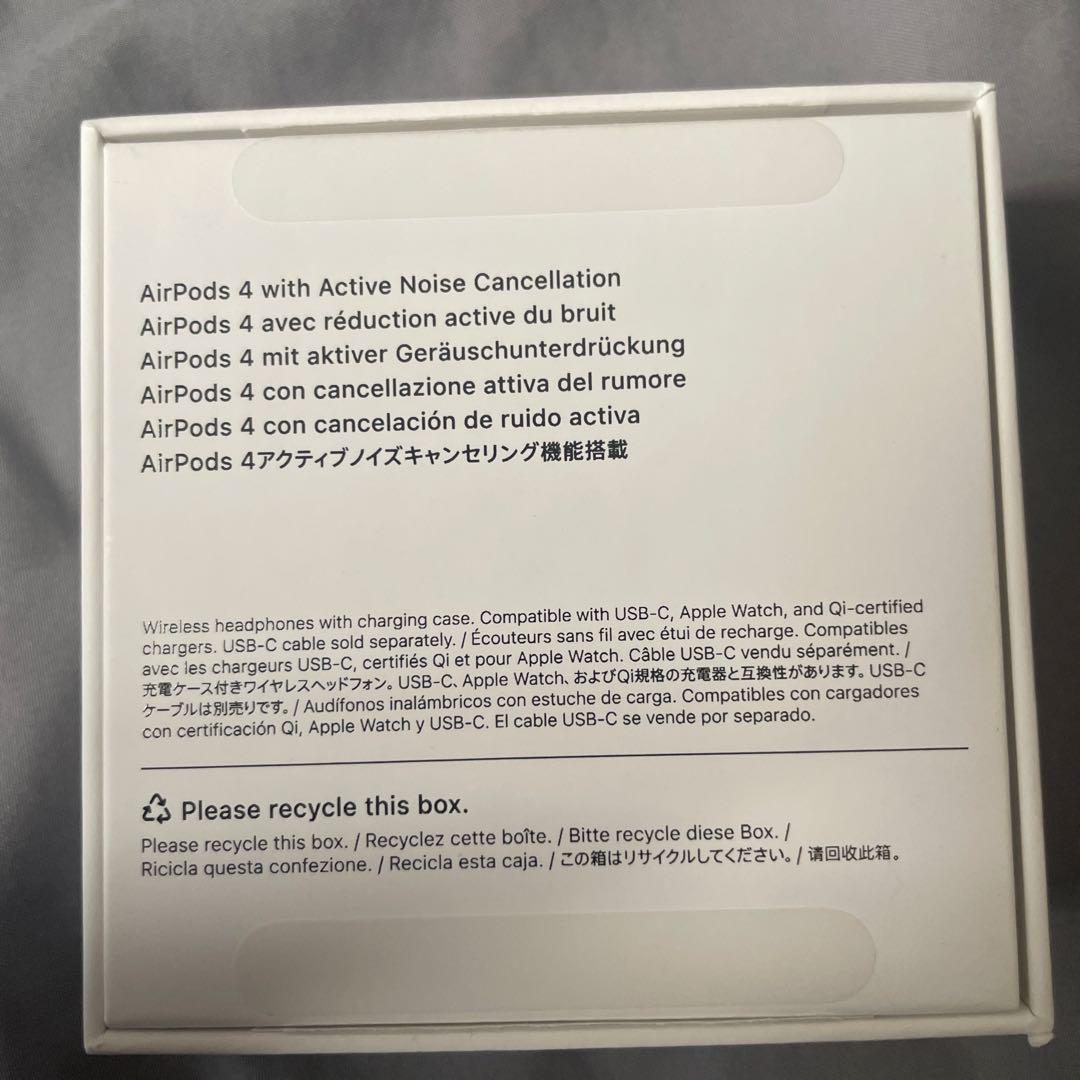 AirPods 4 with Active Noise Cancellation
AirPods 4 avec réduction active du bruit
AirPods 4 mit aktiver Geräuschunterdrückung
AirPods 4 con cancellazione attiva del rumore
AirPods 4 con cancelación de ruido activa
AirPods 4アクティブノイズキャンセリング機能搭載
Wireless headphones with charging case. Compatible with USB-C, Apple Watch, and Qi-certified
chargers. USB-C cable sold separately. / Écouteurs sans fil avec étui de recharge. Compatibles
avec les chargeurs USB-C, certifiés Qi et pour Apple Watch. Câble USB-C vendu séparément. /
充電ケース付きワイヤレスヘッドフォン。USB-C、Apple Watch、およびQi規格の充電器と互換性があります。USB-C
ケーブルは別売りです。/ Audífonos inalámbricos con estuche de carga. Compatibles con cargadores
con certificación Qi, Apple Watch y USB-C. El cable USB-C se vende por separado.
Please recycle this box.
Please recycle this box. / Recyclez cette boîte. / Bitte recycle diese Box. /
Ricicla questa confezione. / Recicla esta caja. / この箱はリサイクルしてください。/ 请回收此箱。